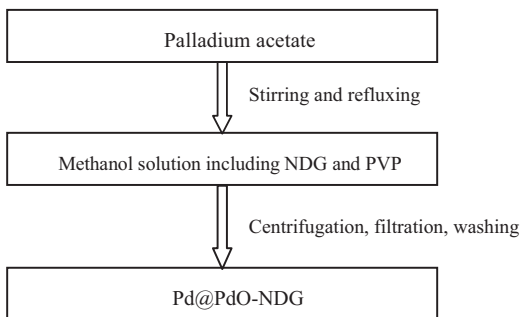 Palladium acetate
Stirring and refluxing
Methanol solution including NDG and PVP
Centrifugation, filtration, washing
Pd@PdO-NDG